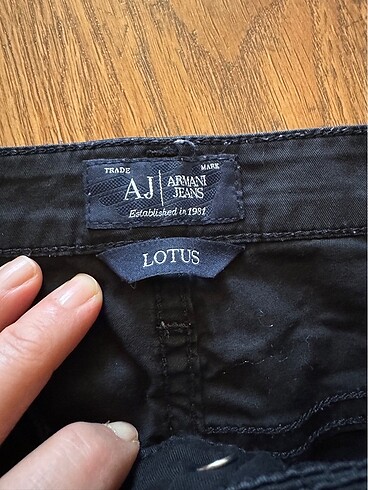 TRADE MARK
AJ ARMANI
JEANS
Established in 1981
LOTUS